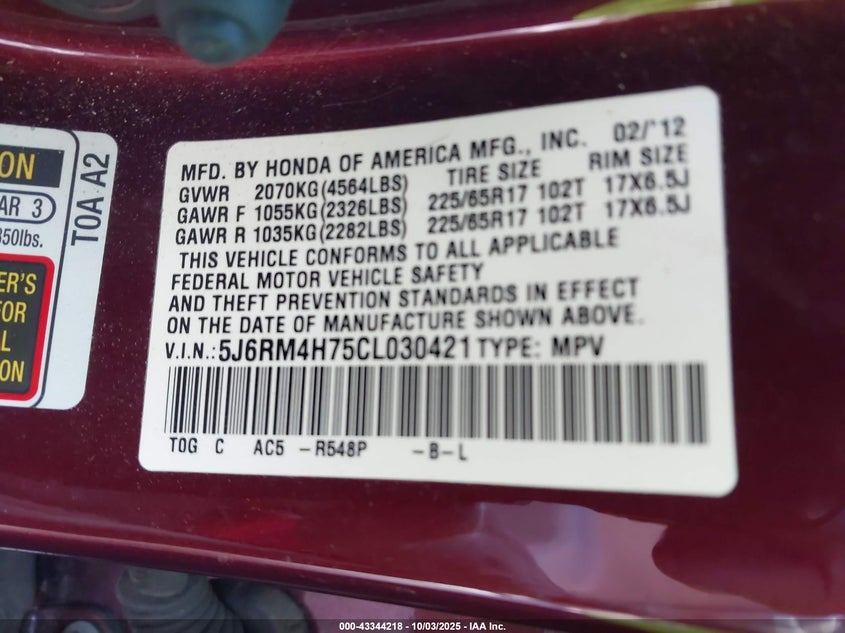 ON
AR 3
350lbs.
ER'S
FOR
L
ON
TOA A2
MFD. BY HONDA OF AMERICA MFG., INC. 02/'12
GVWR 2070KG(4564LBS) TIRE SIZE RIM SIZE
GAWR F 1055KG(2326LBS) 225/65R17 102T 17X6.5J
GAWR R 1035KG(2282LBS) 225/65R17 102T 17X6.5J
THIS VEHICLE CONFORMS TO ALL APPLICABLE
FEDERAL MOTOR VEHICLE SAFETY
AND THEFT PREVENTION STANDARDS IN EFFECT
ON THE DATE OF MANUFACTURE SHOWN ABOVE.
V.I.N.: 5J6RM4H75CL030421 TYPE: MPV
TOG C AC5 -R548P -B-L
000-43344218 - 10/03/2025 - IAA Inc.